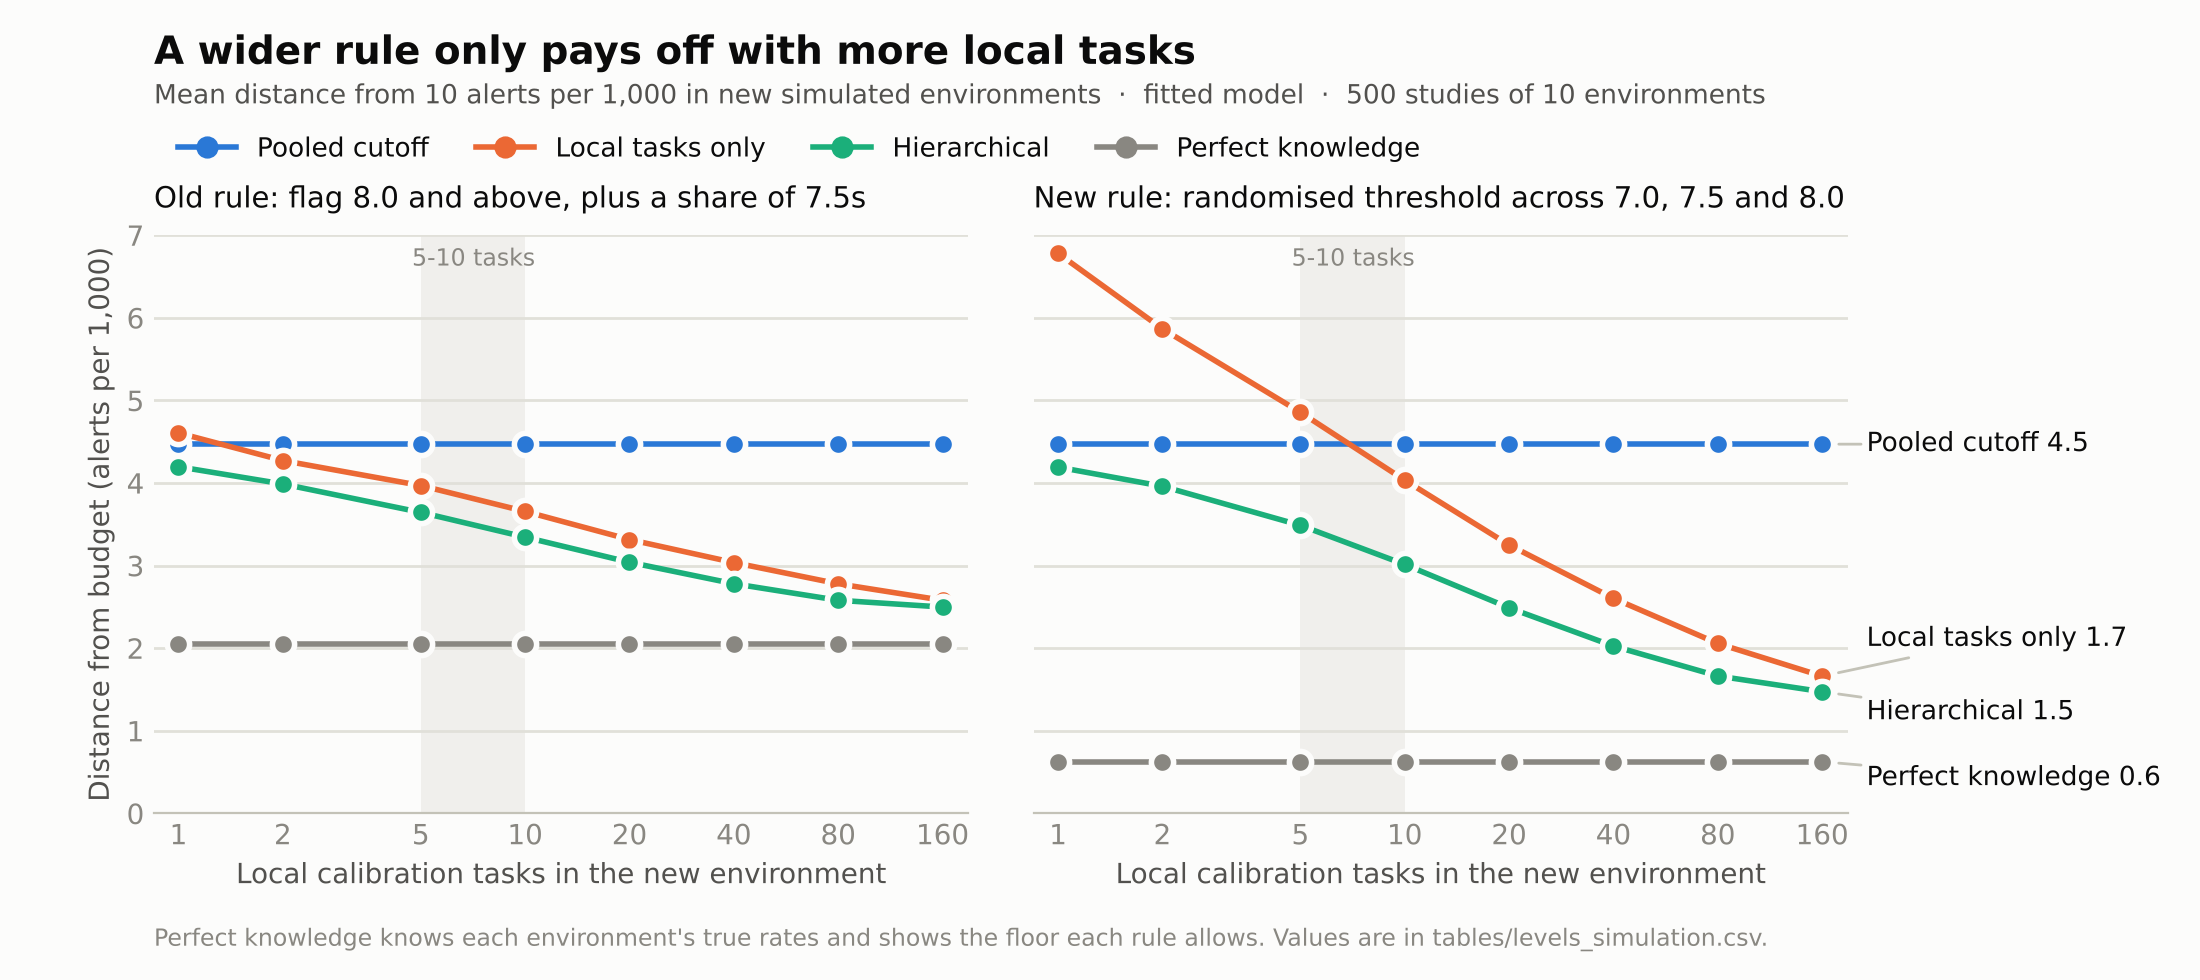 A wider rule only pays off with more local tasks
Mean distance from 10 alerts per 1,000 in new simulated environments · fitted model · 500 studies of 10 environments
Pooled cutoff Local tasks only Hierarchical Perfect knowledge
Old rule: flag 8.0 and above, plus a share of 7.5s
Distance from budget (alerts per 1,000)
7
6
5
4
3
2
1
0
5-10 tasks
1 2 5 10 20 40 80 160
Local calibration tasks in the new environment
New rule: randomised threshold across 7.0, 7.5 and 8.0
5-10 tasks
Pooled cutoff 4.5
Local tasks only 1.7
Hierarchical 1.5
Perfect knowledge 0.6
1 2 5 10 20 40 80 160
Local calibration tasks in the new environment
Perfect knowledge knows each environment's true rates and shows the floor each rule allows. Values are in tables/levels_simulation.csv.